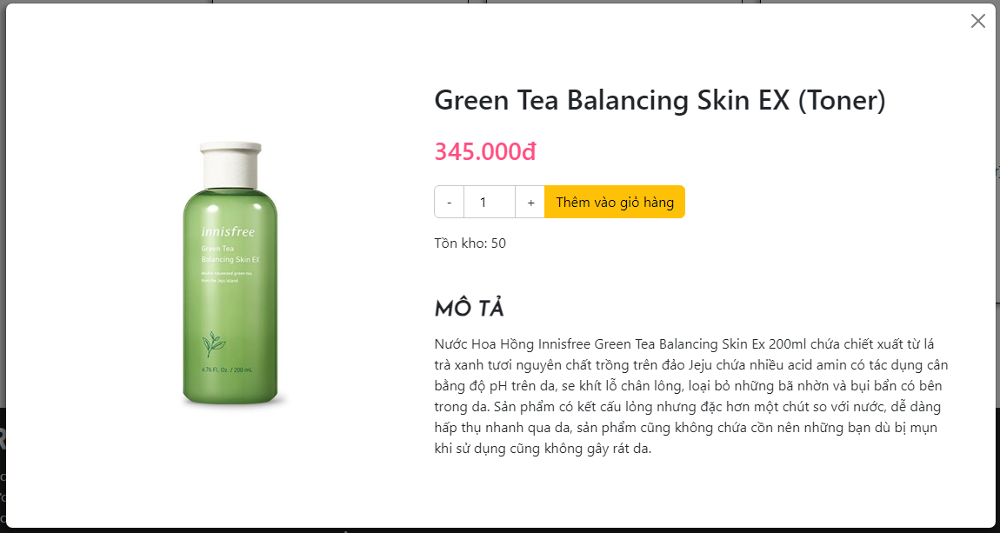 Green Tea Balancing Skin EX (Toner)
345.000đ
- 1 + Thêm vào giỏ hàng
Tồn kho: 50
MÔ TẢ
Nước Hoa Hồng Innisfree Green Tea Balancing Skin Ex 200ml chứa chiết xuất từ lá
trà xanh tươi nguyên chất trồng trên đảo Jeju chứa nhiều acid amin có tác dụng cân
bằng độ pH trên da, se khít lỗ chân lông, loại bỏ những bã nhờn và bụi bẩn có bên
trong da. Sản phẩm có kết cấu lỏng nhưng đặc hơn một chút so với nước, dễ dàng
hấp thụ nhanh qua da, sản phẩm cũng không chứa cồn nên những bạn dù bị mụn
khi sử dụng cũng không gây rát da.
innisfree
Green Tea
Balancing Skin EX
from the Jeju island
6.76 Fl. Oz. / 200 mL